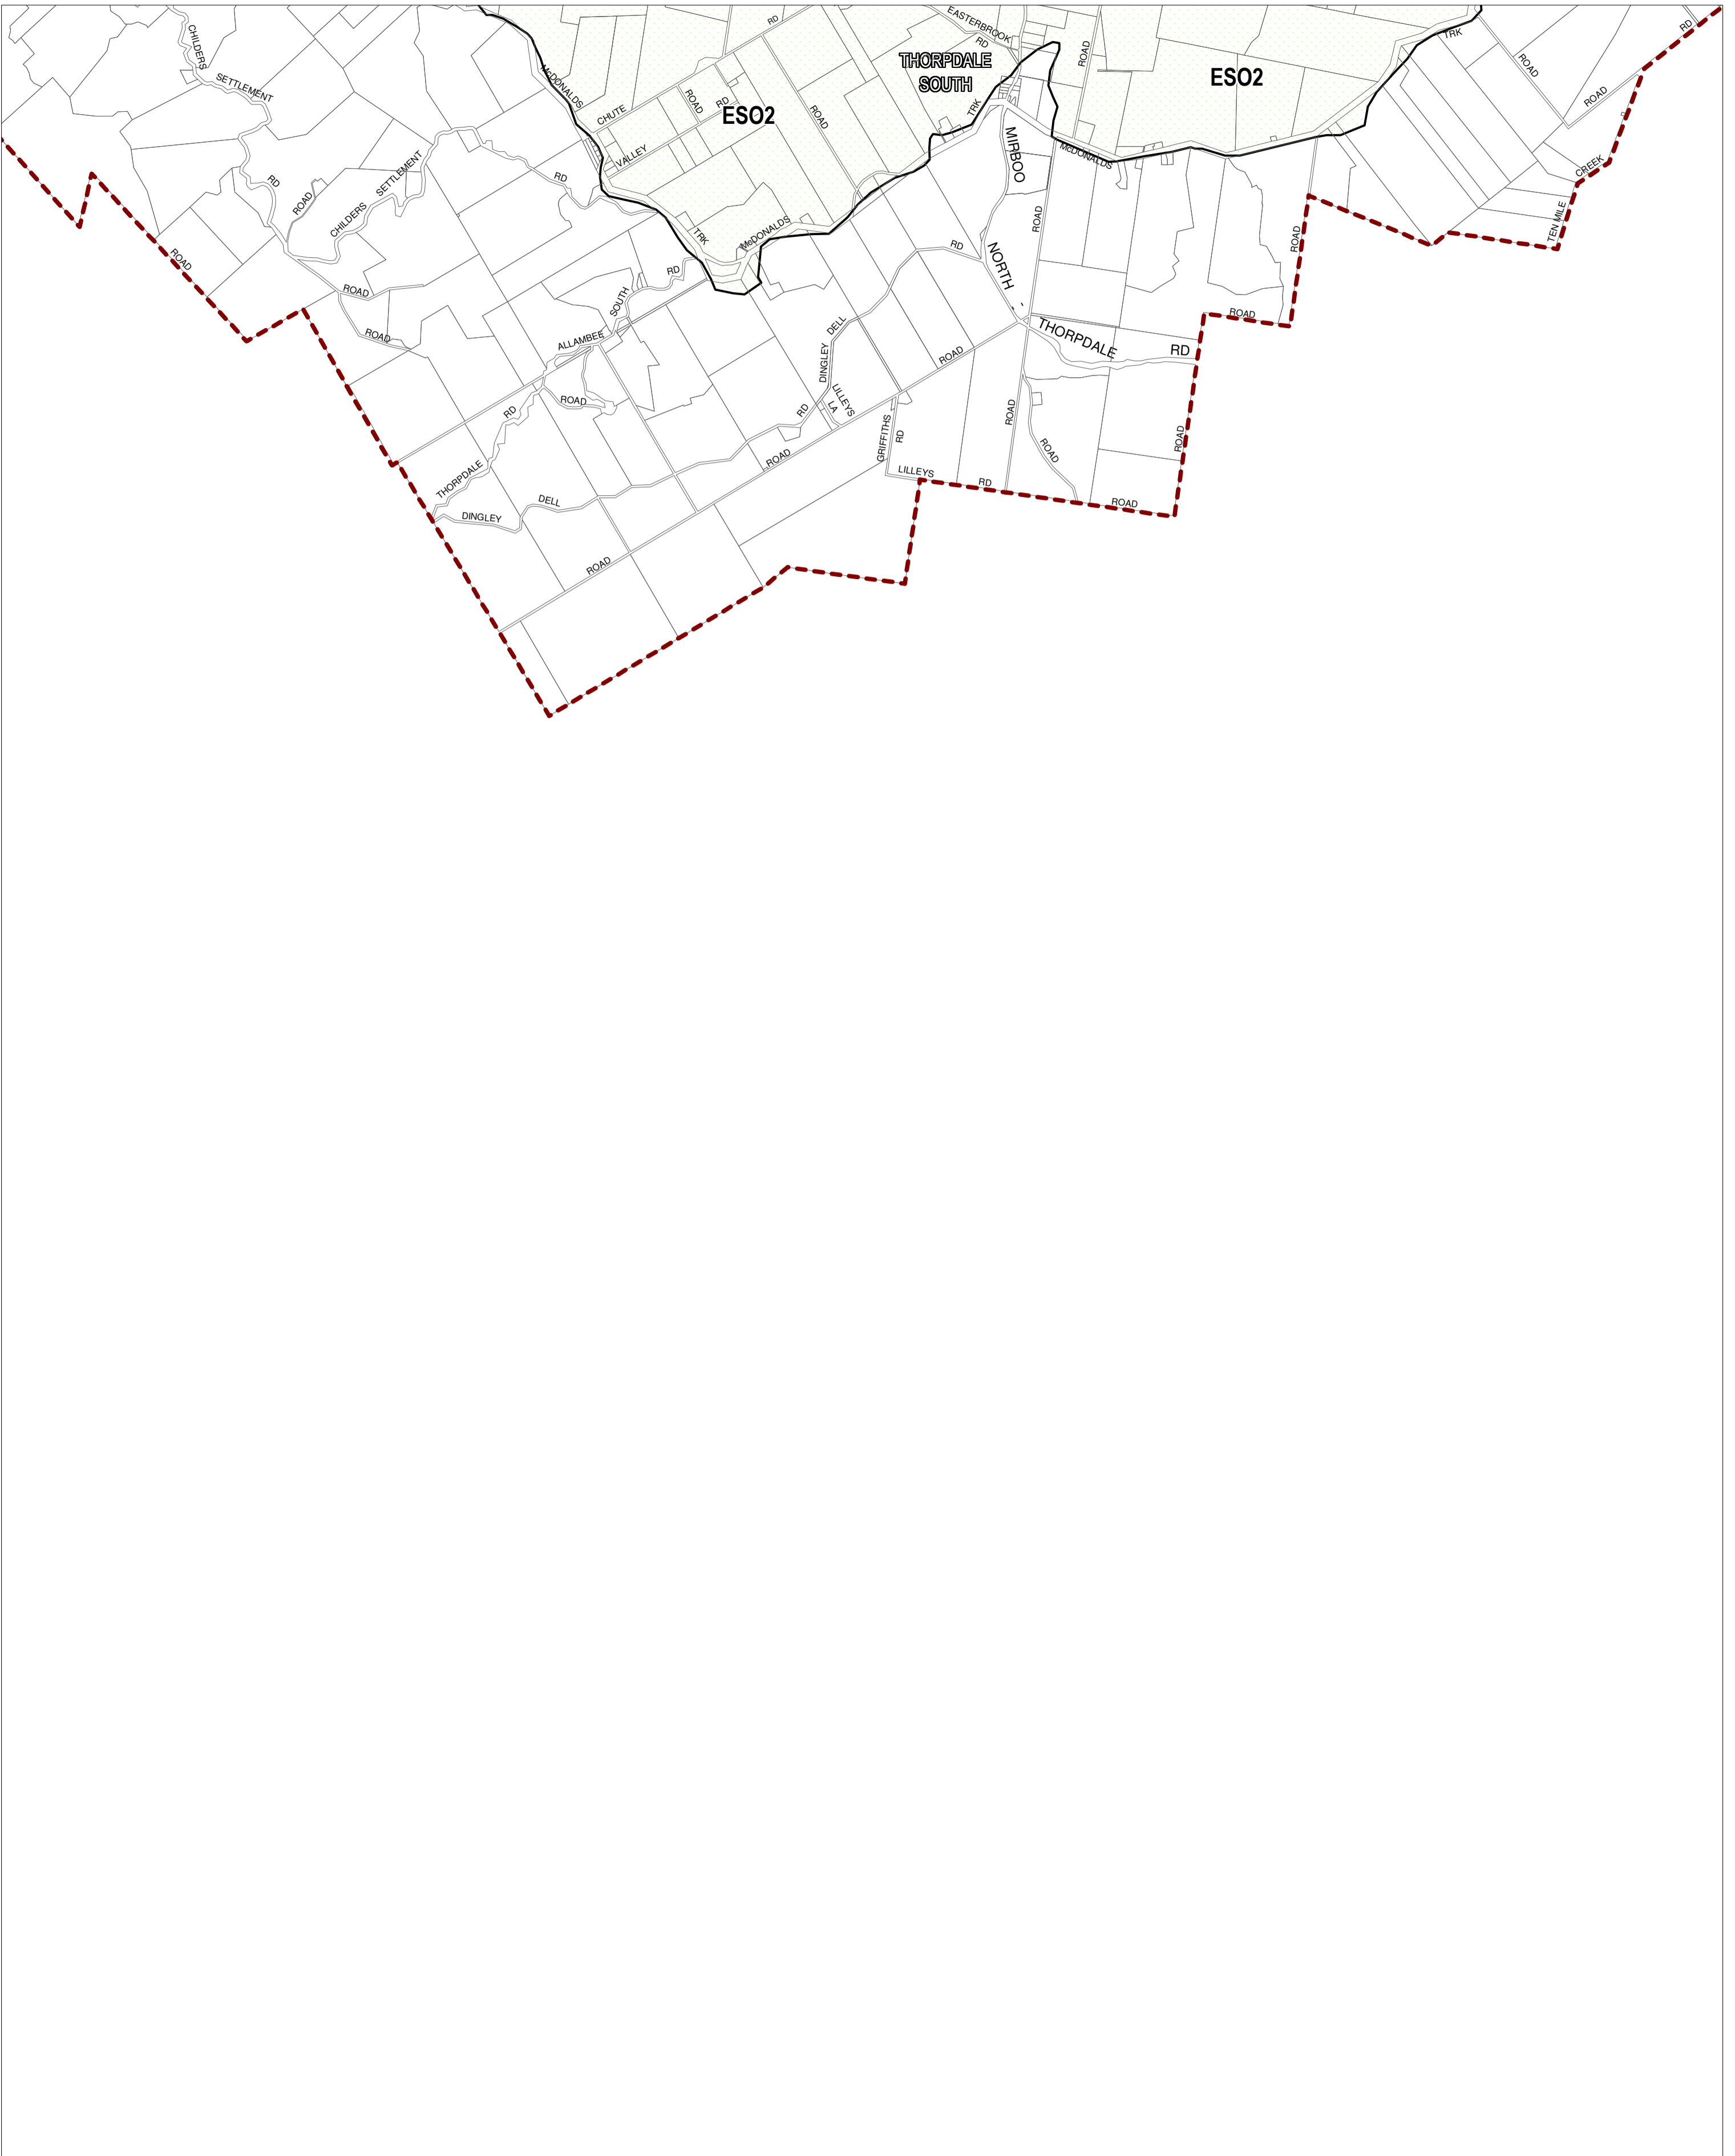 CHILDERS
SETTLEMENT
RD
McDONALDS
CHUTE
ROAD
RD
VALLEY
ESO2
RD
ROAD
EASTERBROOK
RD
THORPDALE
SOUTH
TRK
ROAD
ESO2
TRK
ROAD
ROAD
RD
CREEK
TEN MILE
MIRBOO
McDONALDS
ROAD
ROAD
CHILDERS
SETTLEMENT
RD
ROAD
ROAD
ROAD
ROAD
TRK
McDONALDS
RD
SOUTH
ALLAMBEE
ROAD
RD
THORPDALE
RD
NORTH
DELL
DINGLEY
LILLEYS
LA
RD
ROAD
THORPDALE
RD
ROAD
ROAD
GRIFFITHS
RD
ROAD
ROAD
ROAD
ROAD
LILLEYS
RD
ROAD
DINGLEY
DELL
ROAD